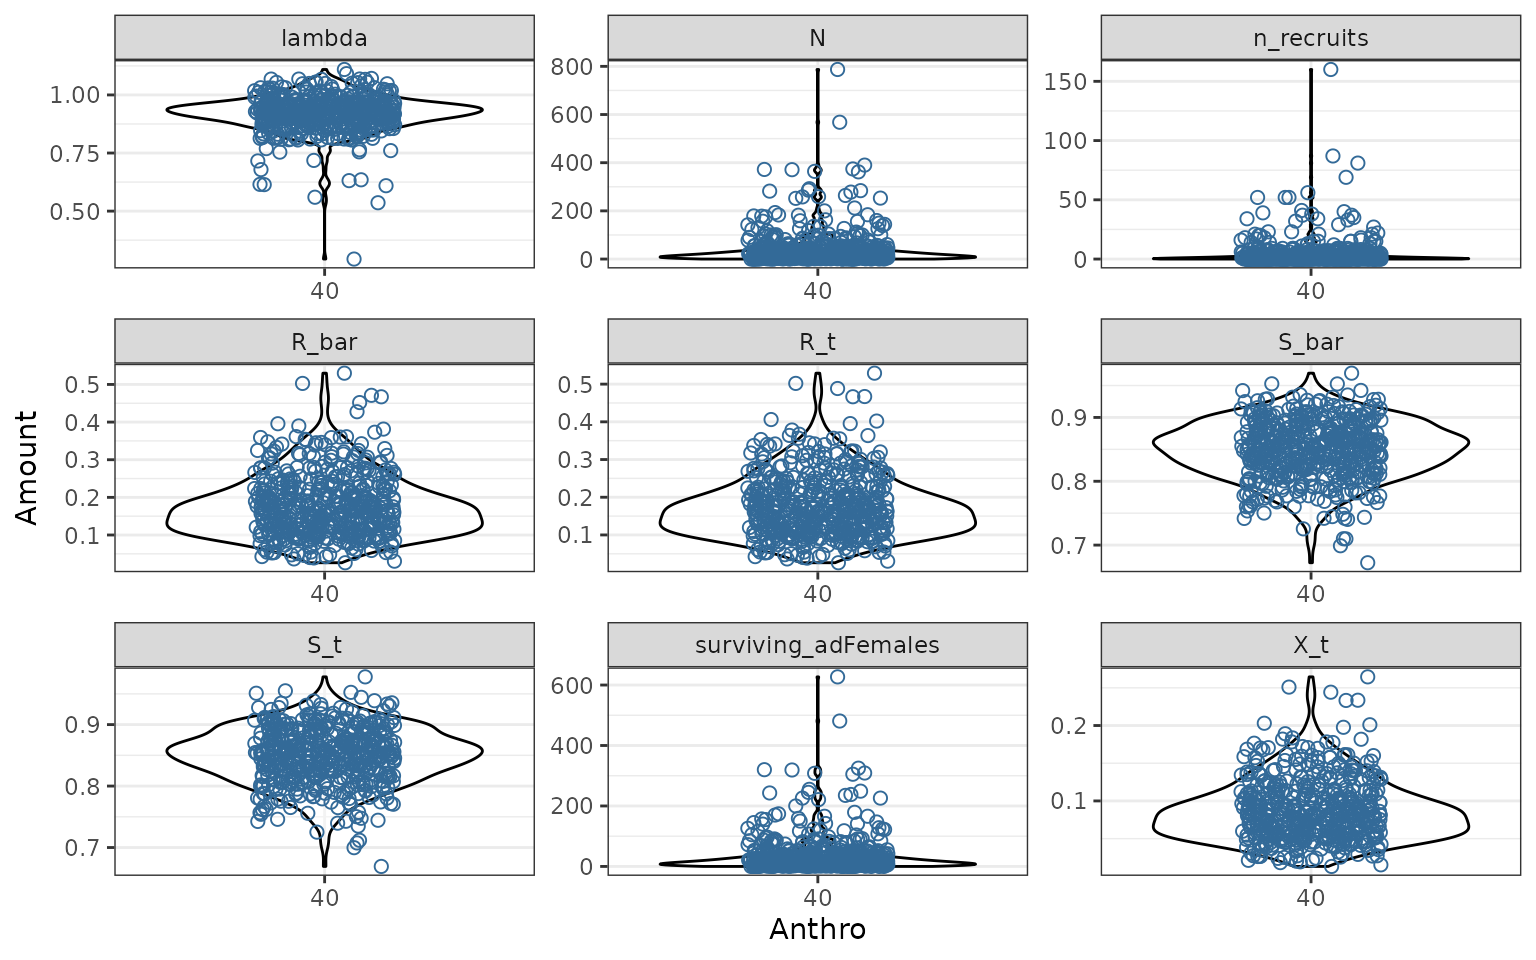 lambda N n_recruits
1.00 0.75 0.50
800 600 400 200 0
150 100 50 0
40 40 40
R_bar R_t S_bar
0.5 0.4 0.3 0.2 0.1
0.5 0.4 0.3 0.2 0.1
0.9 0.8 0.7
Amount
40 40 40
S_t surviving_adFemales X_t
0.9 0.8 0.7
600 400 200 0
0.2 0.1
40 40 40
Anthro